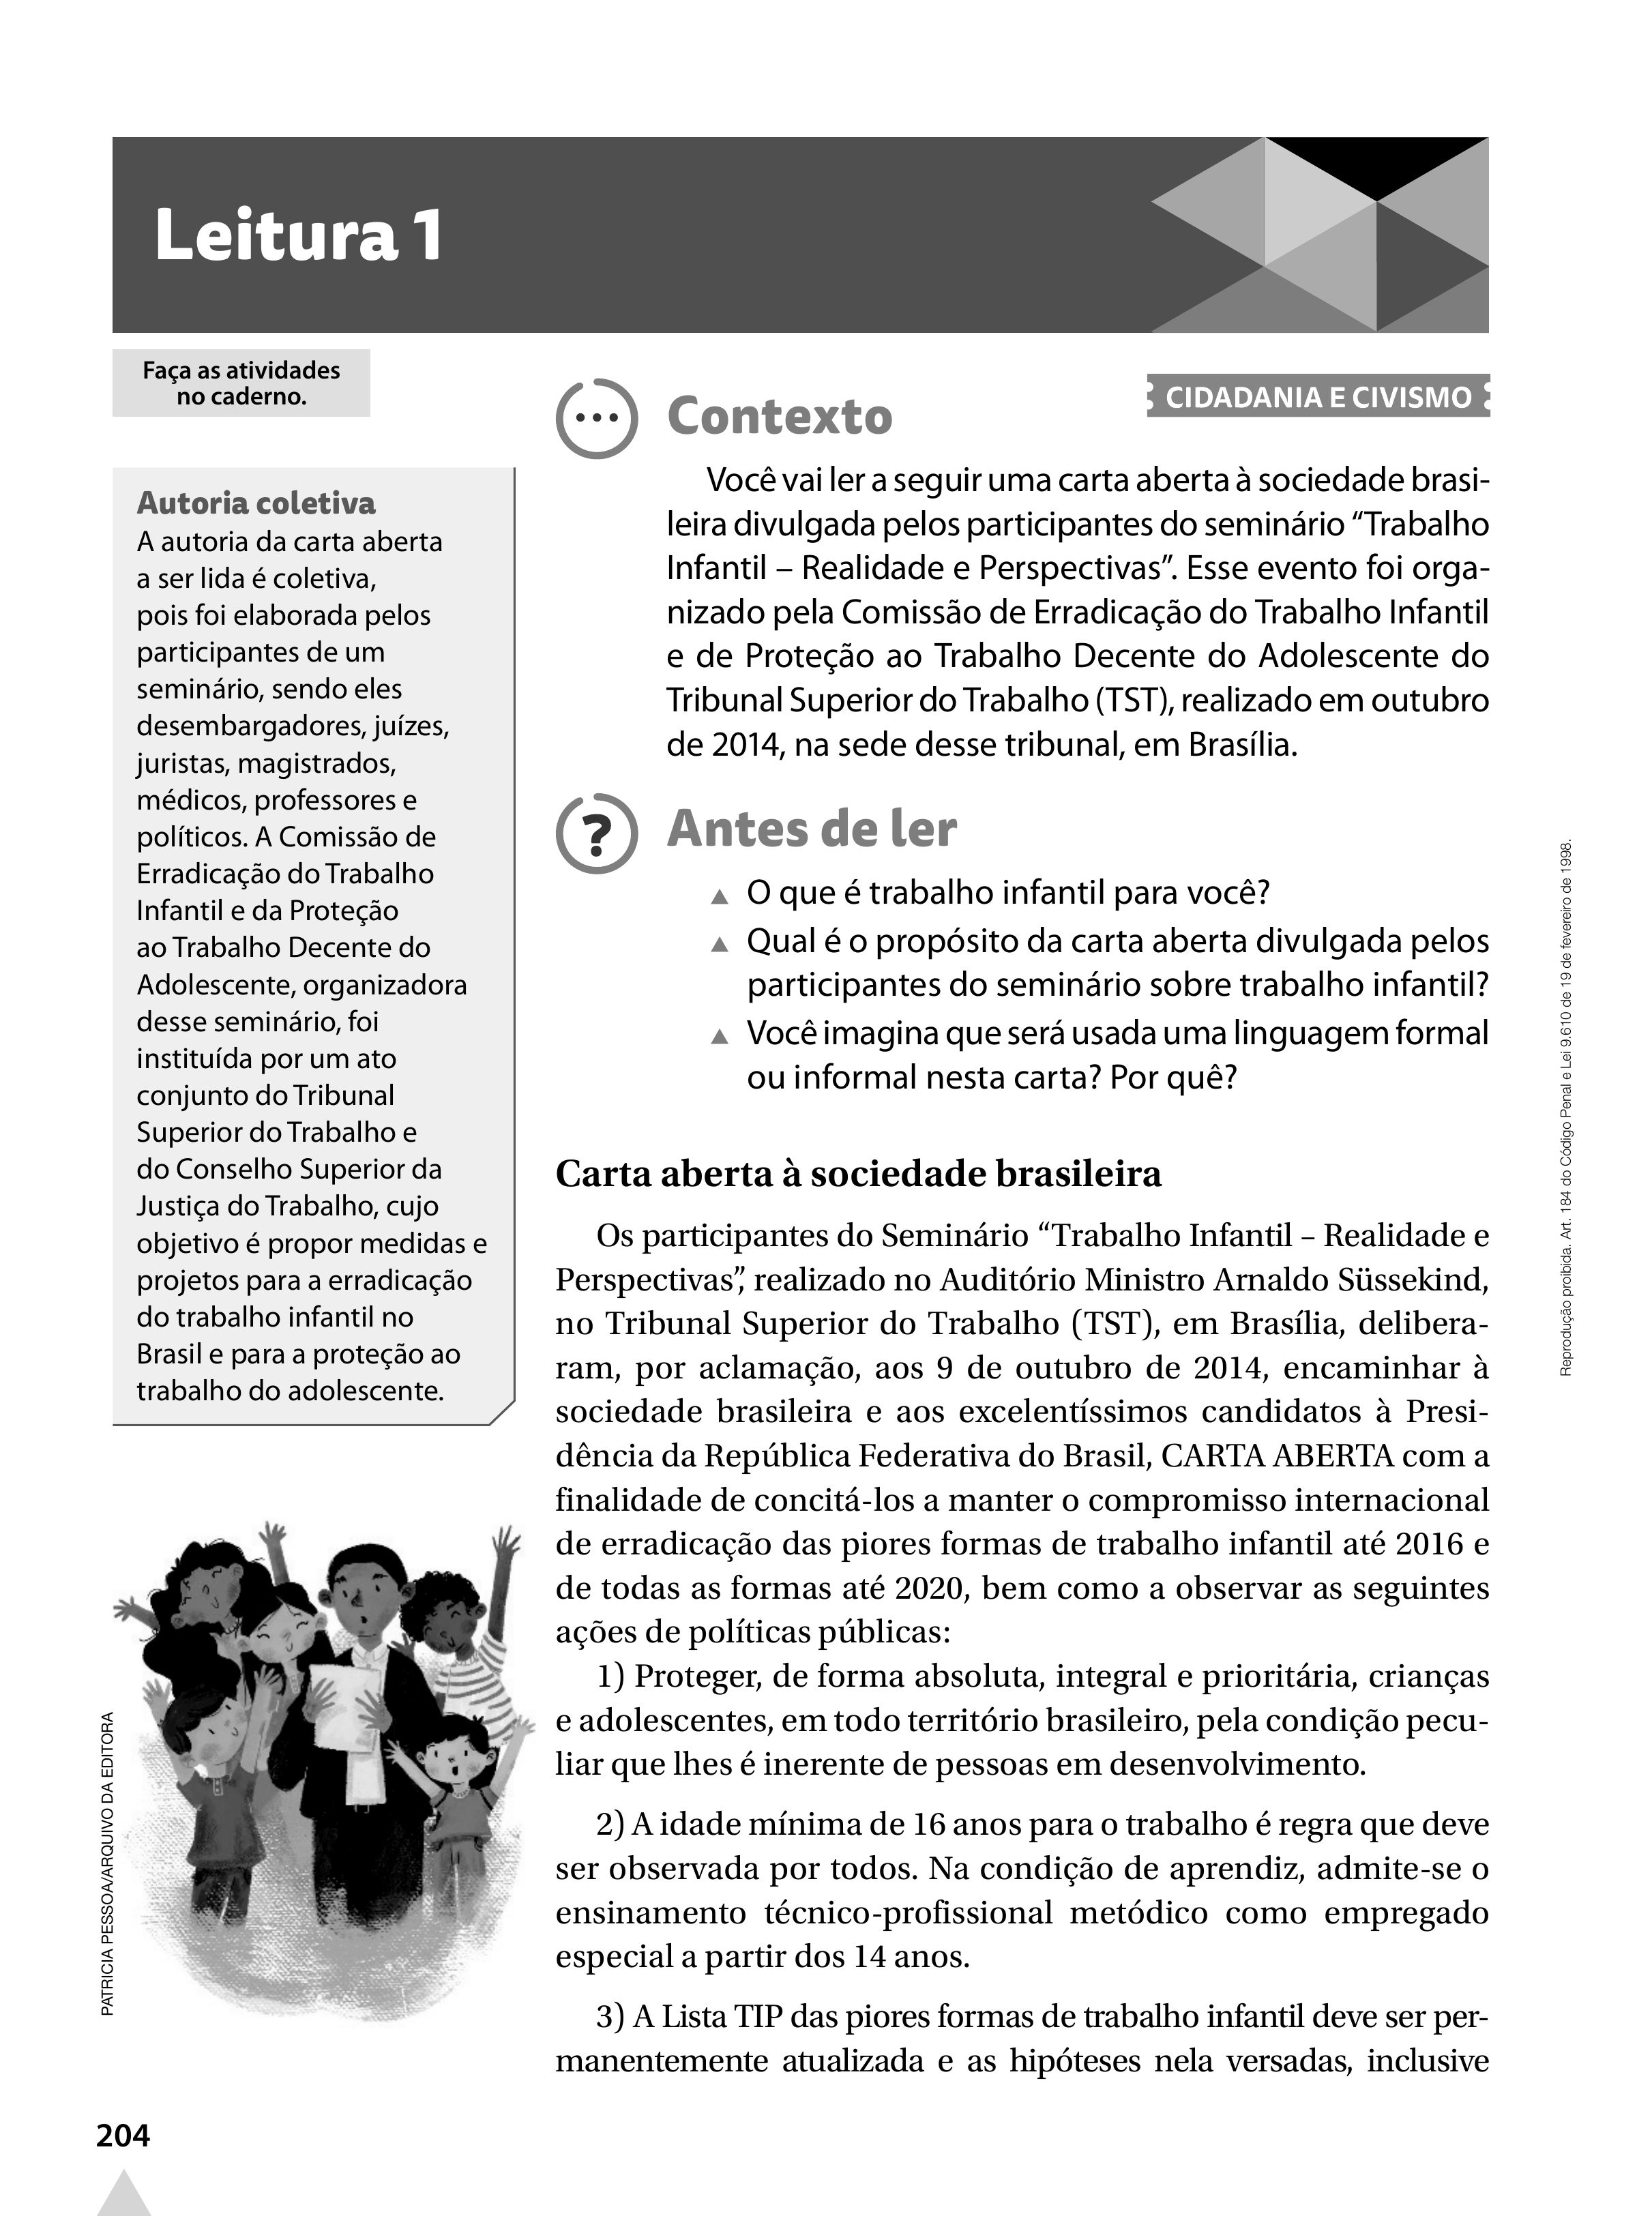 Leitura 1
Faça as atividades
no caderno.
Autoria coletiva
A autoria da carta aberta
a ser lida é coletiva,
pois foi elaborada pelos
participantes de um
seminário, sendo eles
desembargadores, juízes,
juristas, magistrados,
médicos, professores e
políticos. A Comissão de
Erradicação do Trabalho
Infantil e da Proteção
ao Trabalho Decente do
Adolescente, organizadora
desse seminário, foi
instituída por um ato
conjunto do Tribunal
Superior do Trabalho e
do Conselho Superior da
Justiça do Trabalho, cujo
objetivo é propor medidas e
projetos para a erradicação
do trabalho infantil no
Brasil e para a proteção ao
trabalho do adolescente.
PATRICIA PESSOA/ARQUIVO DA EDITORA
Contexto
CIDADANIA E CIVISMO
Você vai ler a seguir uma carta aberta à sociedade brasi-
leira divulgada pelos participantes do seminário “Trabalho
Infantil – Realidade e Perspectivas”. Esse evento foi orga-
nizado pela Comissão de Erradicação do Trabalho Infantil
e de Proteção ao Trabalho Decente do Adolescente do
Tribunal Superior do Trabalho (TST), realizado em outubro
de 2014, na sede desse tribunal, em Brasília.
? Antes de ler
▲ O que é trabalho infantil para você?
▲ Qual é o propósito da carta aberta divulgada pelos
participantes do seminário sobre trabalho infantil?
▲ Você imagina que será usada uma linguagem formal
ou informal nesta carta? Por quê?
Carta aberta à sociedade brasileira
Os participantes do Seminário “Trabalho Infantil – Realidade e
Perspectivas”, realizado no Auditório Ministro Arnaldo Süssekind,
no Tribunal Superior do Trabalho (TST), em Brasília, delibera-
ram, por aclamação, aos 9 de outubro de 2014, encaminhar à
sociedade brasileira e aos excelentíssimos candidatos à Presi-
dência da República Federativa do Brasil, CARTA ABERTA com a
finalidade de concitá-los a manter o compromisso internacional
de erradicação das piores formas de trabalho infantil até 2016 e
de todas as formas até 2020, bem como a observar as seguintes
ações de políticas públicas:
1) Proteger, de forma absoluta, integral e prioritária, crianças
e adolescentes, em todo território brasileiro, pela condição pecu-
liar que lhes é inerente de pessoas em desenvolvimento.
2) A idade mínima de 16 anos para o trabalho é regra que deve
ser observada por todos. Na condição de aprendiz, admite-se o
ensinamento técnico-profissional metódico como empregado
especial a partir dos 14 anos.
3) A Lista TIP das piores formas de trabalho infantil deve ser per-
manentemente atualizada e as hipóteses nela versadas, inclusive
Reprodução proibida. Art. 184 do Código Penal e Lei 9.610 de 19 de fevereiro de 1998.
204